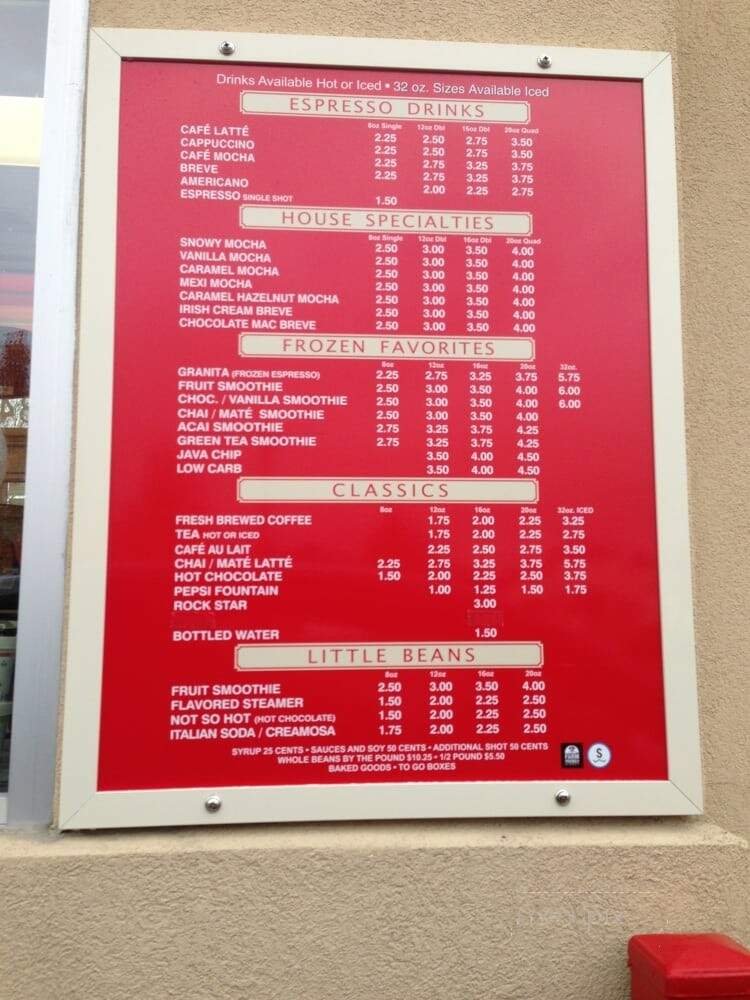 Drinks Available Hot or Iced • 32 oz. Sizes Available Iced
ESPRESSO DRINKS
8oz Single 12oz Dbl 16oz Dbl 20oz Quad
CAFÉ LATTÉ 2.25 2.50 2.75 3.50
CAPPUCCINO 2.25 2.50 2.75 3.50
CAFÉ MOCHA 2.25 2.75 3.25 3.75
BREVE 2.25 2.75 3.25 3.75
AMERICANO 2.00 2.25 2.75
ESPRESSO SINGLE SHOT 1.50
HOUSE SPECIALTIES
8oz Single 12oz Dbl 16oz Dbl 20oz Quad
SNOWY MOCHA 2.50 3.00 3.50 4.00
VANILLA MOCHA 2.50 3.00 3.50 4.00
CARAMEL MOCHA 2.50 3.00 3.50 4.00
MEXI MOCHA 2.50 3.00 3.50 4.00
CARAMEL HAZELNUT MOCHA 2.50 3.00 3.50 4.00
IRISH CREAM BREVE 2.50 3.00 3.50 4.00
CHOCOLATE MAC BREVE 2.50 3.00 3.50 4.00
FROZEN FAVORITES
8oz 12oz 16oz 20oz 32oz.
GRANITA (FROZEN ESPRESSO) 2.25 2.75 3.25 3.75 5.75
FRUIT SMOOTHIE 2.50 3.00 3.50 4.00 6.00
CHOC. / VANILLA SMOOTHIE 2.50 3.00 3.50 4.00 6.00
CHAI / MATÉ SMOOTHIE 2.50 3.00 3.50 4.00
ACAI SMOOTHIE 2.75 3.25 3.75 4.25
GREEN TEA SMOOTHIE 2.75 3.25 3.75 4.25
JAVA CHIP 3.50 4.00 4.50
LOW CARB 3.50 4.00 4.50
CLASSICS
8oz 12oz 16oz 20oz 32oz. ICED
FRESH BREWED COFFEE 1.75 2.00 2.25 3.25
TEA HOT OR ICED 1.75 2.00 2.25 2.75
CAFÉ AU LAIT 2.25 2.50 2.75 3.50
CHAI / MATÉ LATTÉ 2.25 2.75 3.25 3.75 5.75
HOT CHOCOLATE 1.50 2.00 2.25 2.50 3.75
PEPSI FOUNTAIN 1.00 1.25 1.50 1.75
ROCK STAR 3.00
BOTTLED WATER 1.50
LITTLE BEANS
8oz 12oz 16oz 20oz
FRUIT SMOOTHIE 2.50 3.00 3.50 4.00
FLAVORED STEAMER 1.50 2.00 2.25 2.50
NOT SO HOT (HOT CHOCOLATE) 1.50 2.00 2.25 2.50
ITALIAN SODA / CREAMOSA 1.75 2.00 2.25 2.50
SYRUP 25 CENTS • SAUCES AND SOY 50 CENTS • ADDITIONAL SHOT 50 CENTS
WHOLE BEANS BY THE POUND $10.25 • 1/2 POUND $5.50
BAKED GOODS • TO GO BOXES
S